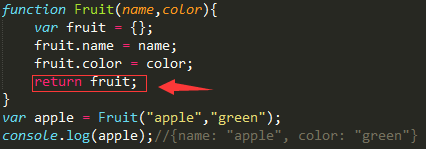 function Fruit(name,color){
    var fruit = {};
    fruit.name = name;
    fruit.color = color;
    return fruit;
}
var apple = Fruit("apple","green");
console.log(apple);//{name: "apple", color: "green"}